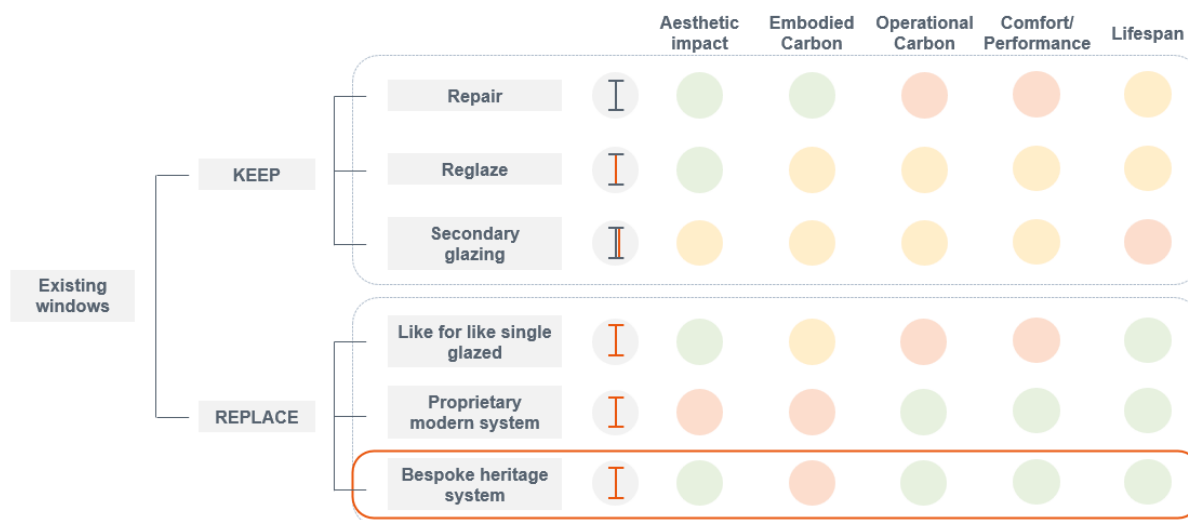 Aesthetic impact
Embodied Carbon
Operational Carbon
Comfort/ Performance
Lifespan
Repair
Reglaze
KEEP
Secondary
glazing
Existing
windows
Like for like single
glazed
Proprietary
modern system
REPLACE
Bespoke heritage
system